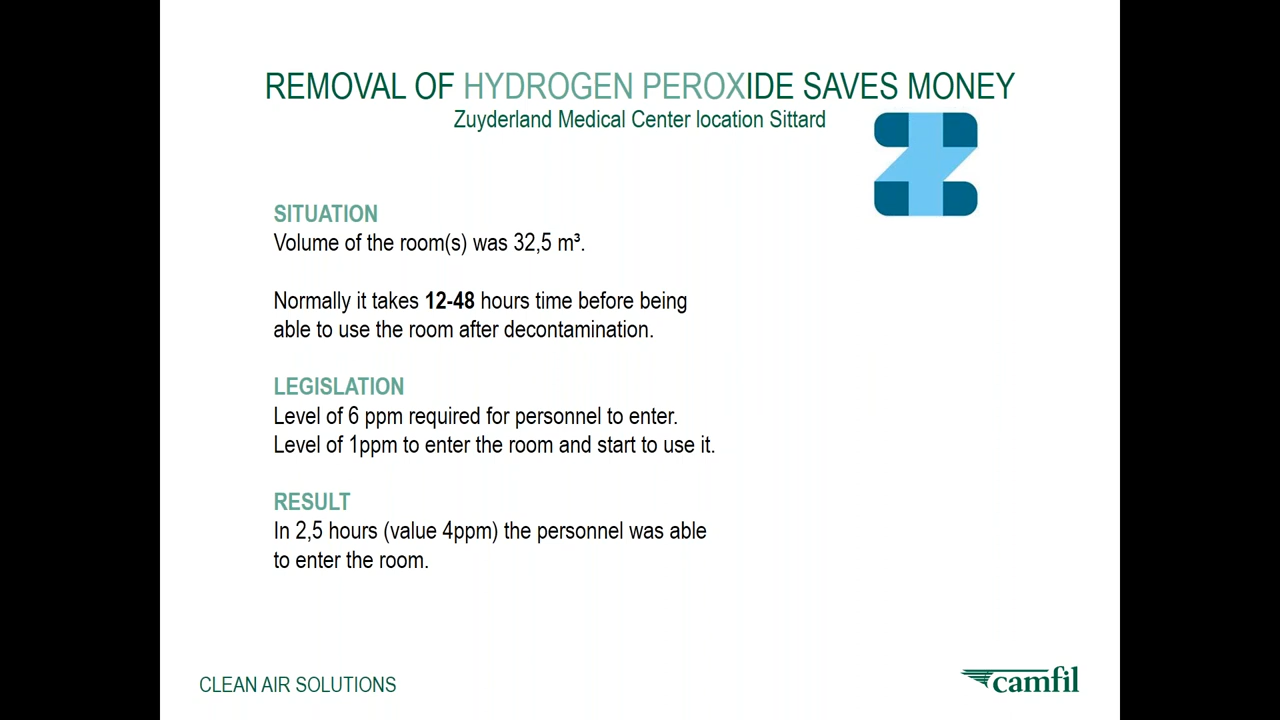 REMOVAL OF HYDROGEN PEROXIDE SAVES MONEY
Zuyderland Medical Center location Sittard
SITUATION
Volume of the room(s) was 32,5 m³.
Normally it takes 12-48 hours time before being
able to use the room after decontamination.
LEGISLATION
Level of 6 ppm required for personnel to enter.
Level of 1ppm to enter the room and start to use it.
RESULT
In 2,5 hours (value 4ppm) the personnel was able
to enter the room.
CLEAN AIR SOLUTIONS
camfil